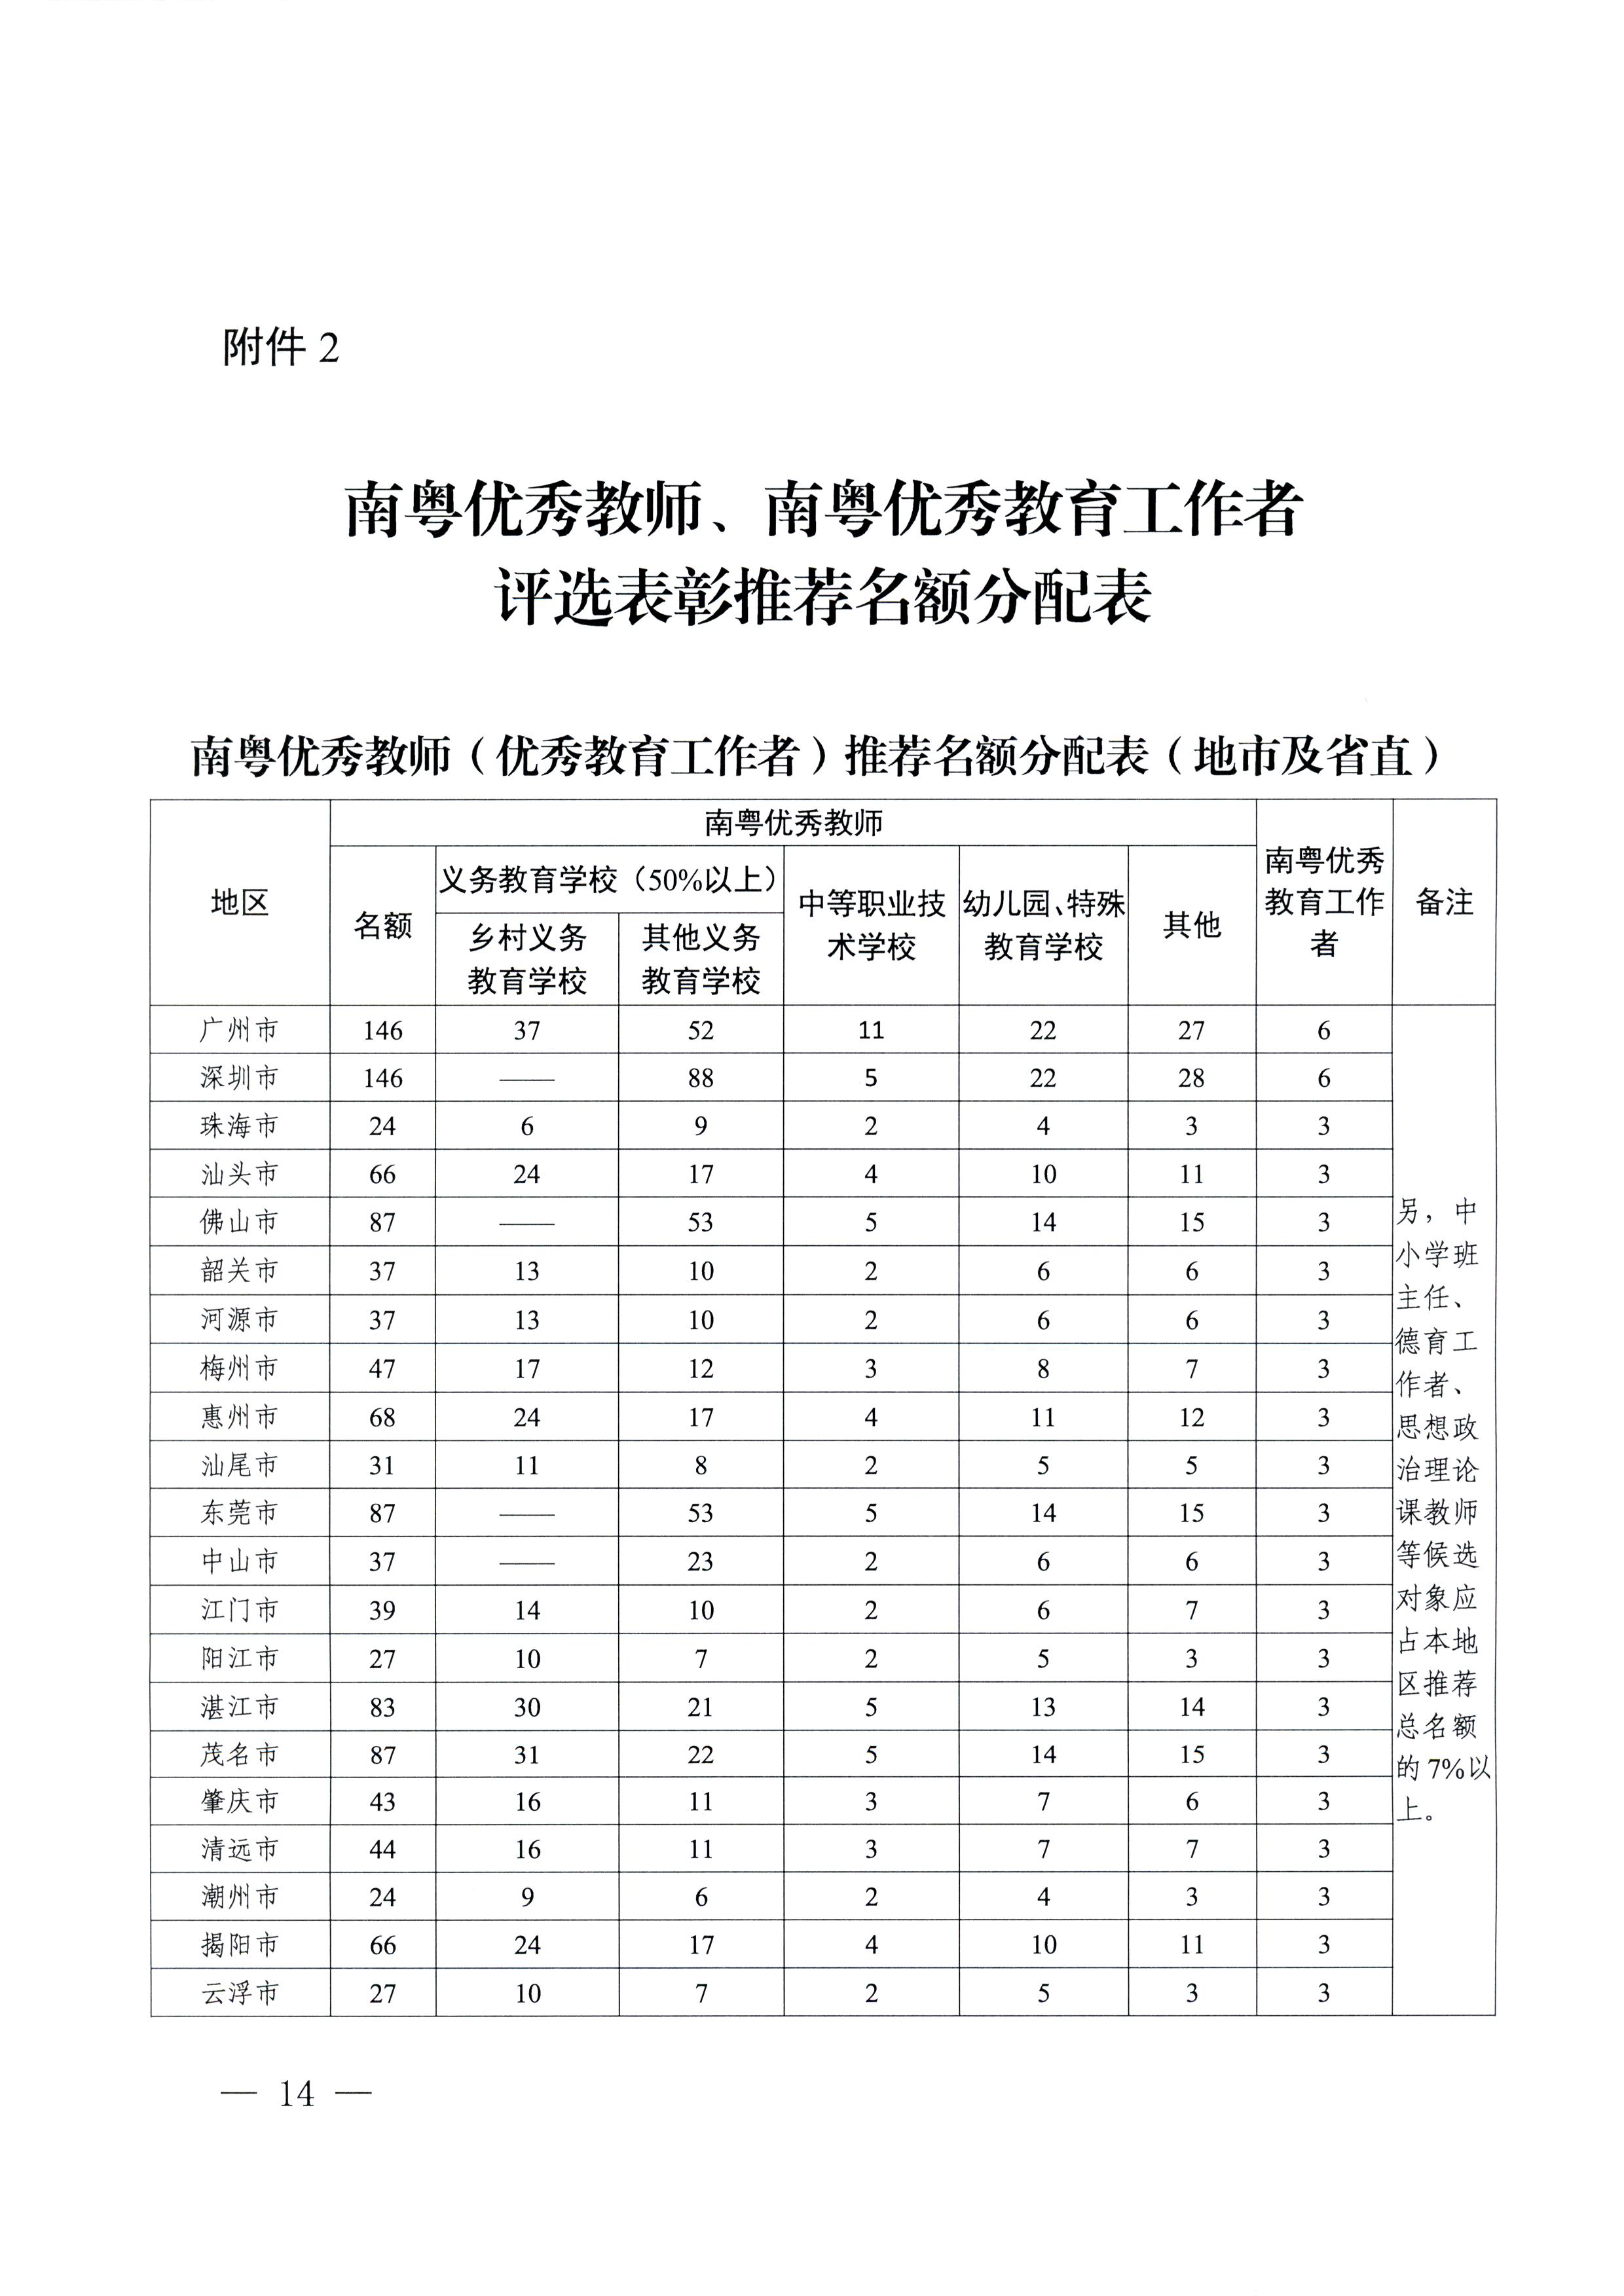 附件 2
南粤优秀教师、南粤优秀教育工作者
评选表彰推荐名额分配表
南粤优秀教师（优秀教育工作者）推荐名额分配表（地市及省直）
地区 南粤优秀教师 南粤优秀教育工作者 备注
名额 义务教育学校（50%以上） 中等职业技术学校 幼儿园、特殊教育学校 其他
乡村义务教育学校 其他义务教育学校
广州市 146 37 52 11 22 27 6
深圳市 146 —— 88 5 22 28 6
珠海市 24 6 9 2 4 3 3
汕头市 66 24 17 4 10 11 3
佛山市 87 —— 53 5 14 15 3
韶关市 37 13 10 2 6 6 3
河源市 37 13 10 2 6 6 3
梅州市 47 17 12 3 8 7 3
惠州市 68 24 17 4 11 12 3
汕尾市 31 11 8 2 5 5 3
东莞市 87 —— 53 5 14 15 3
中山市 37 —— 23 2 6 6 3
江门市 39 14 10 2 6 7 3
阳江市 27 10 7 2 5 3 3
湛江市 83 30 21 5 13 14 3
茂名市 87 31 22 5 14 15 3
肇庆市 43 16 11 3 7 6 3
清远市 44 16 11 3 7 7 3
潮州市 24 9 6 2 4 3 3
揭阳市 66 24 17 4 10 11 3
云浮市 27 10 7 2 5 3 3
另，中
小学班
主任、
德育工
作者、
思想政
治理论
课教师
等候选
对象应
占本地
区推荐
总名额
的 7%以
上。
— 14 —